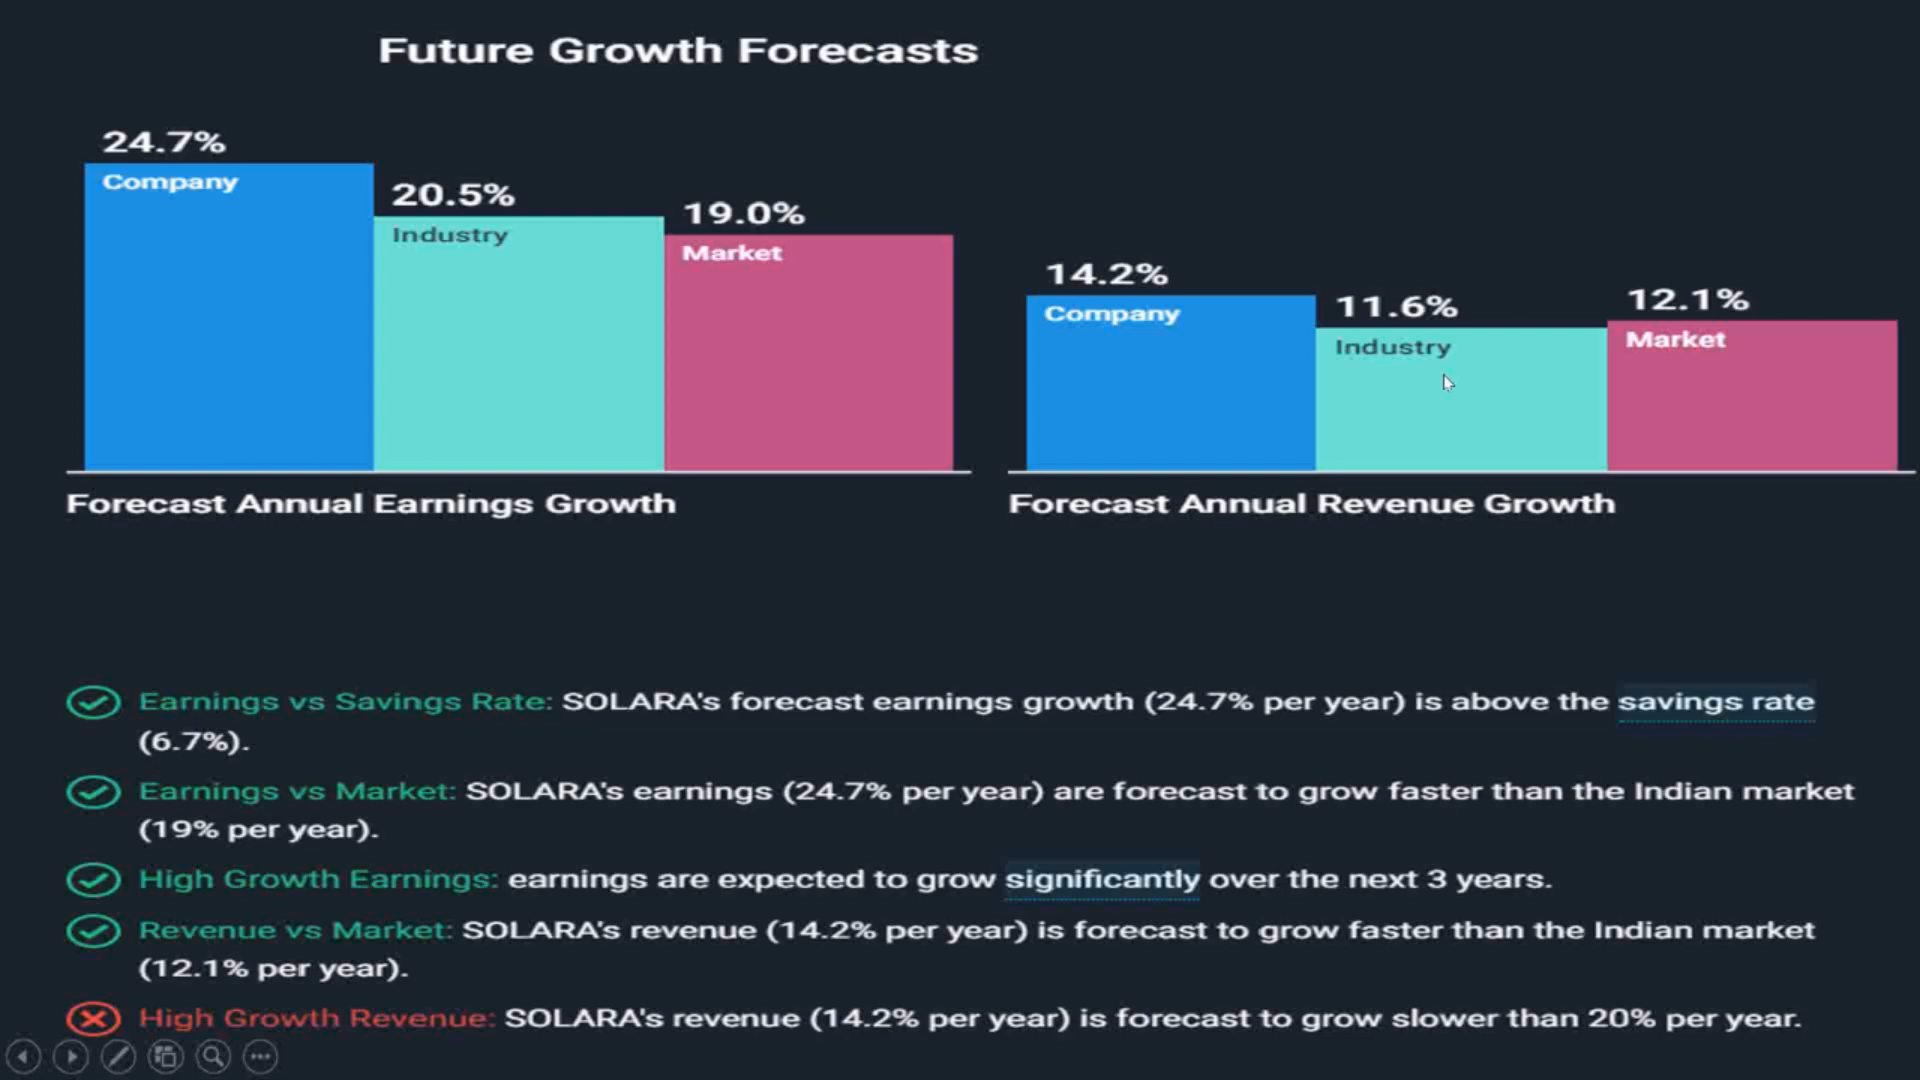 Future Growth Forecasts
24.7%
Company
20.5%
Industry
19.0%
Market
Forecast Annual Earnings Growth
14.2%
Company
11.6%
Industry
12.1%
Market
Forecast Annual Revenue Growth
Earnings vs Savings Rate: SOLARA's forecast earnings growth (24.7% per year) is above the savings rate
(6.7%).
Earnings vs Market: SOLARA's earnings (24.7% per year) are forecast to grow faster than the Indian market
(19% per year).
High Growth Earnings: earnings are expected to grow significantly over the next 3 years.
Revenue vs Market: SOLARA's revenue (14.2% per year) is forecast to grow faster than the Indian market
(12.1% per year).
High Growth Revenue: SOLARA's revenue (14.2% per year) is forecast to grow slower than 20% per year.